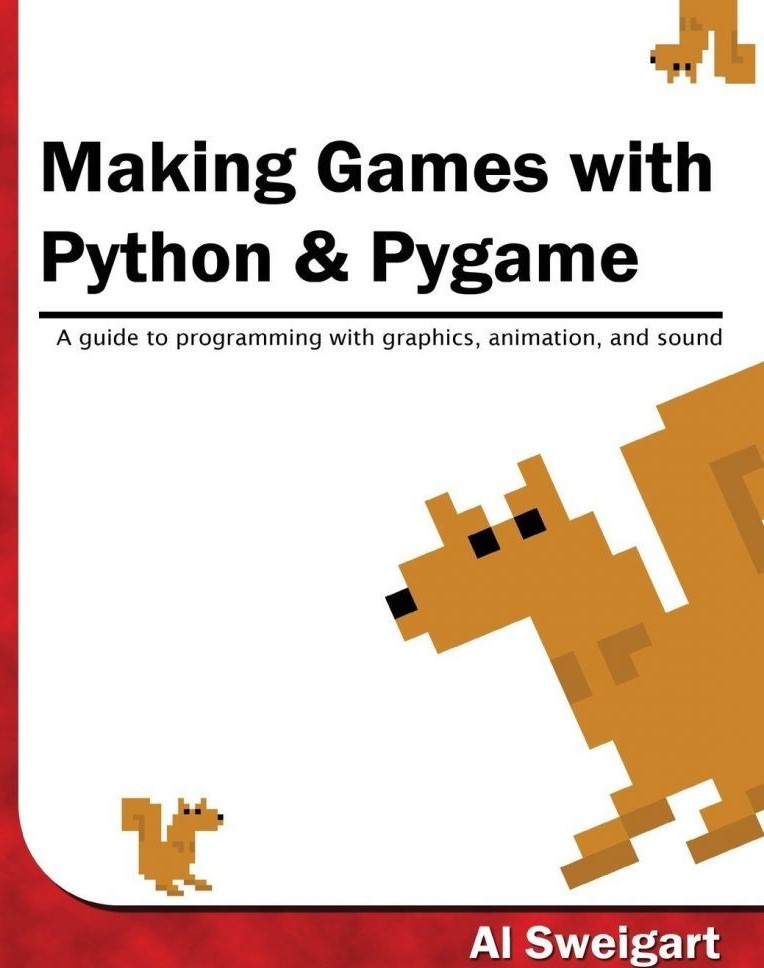 Making Games with
Python & Pygame
A guide to programming with graphics, animation, and sound
Al Sweigart